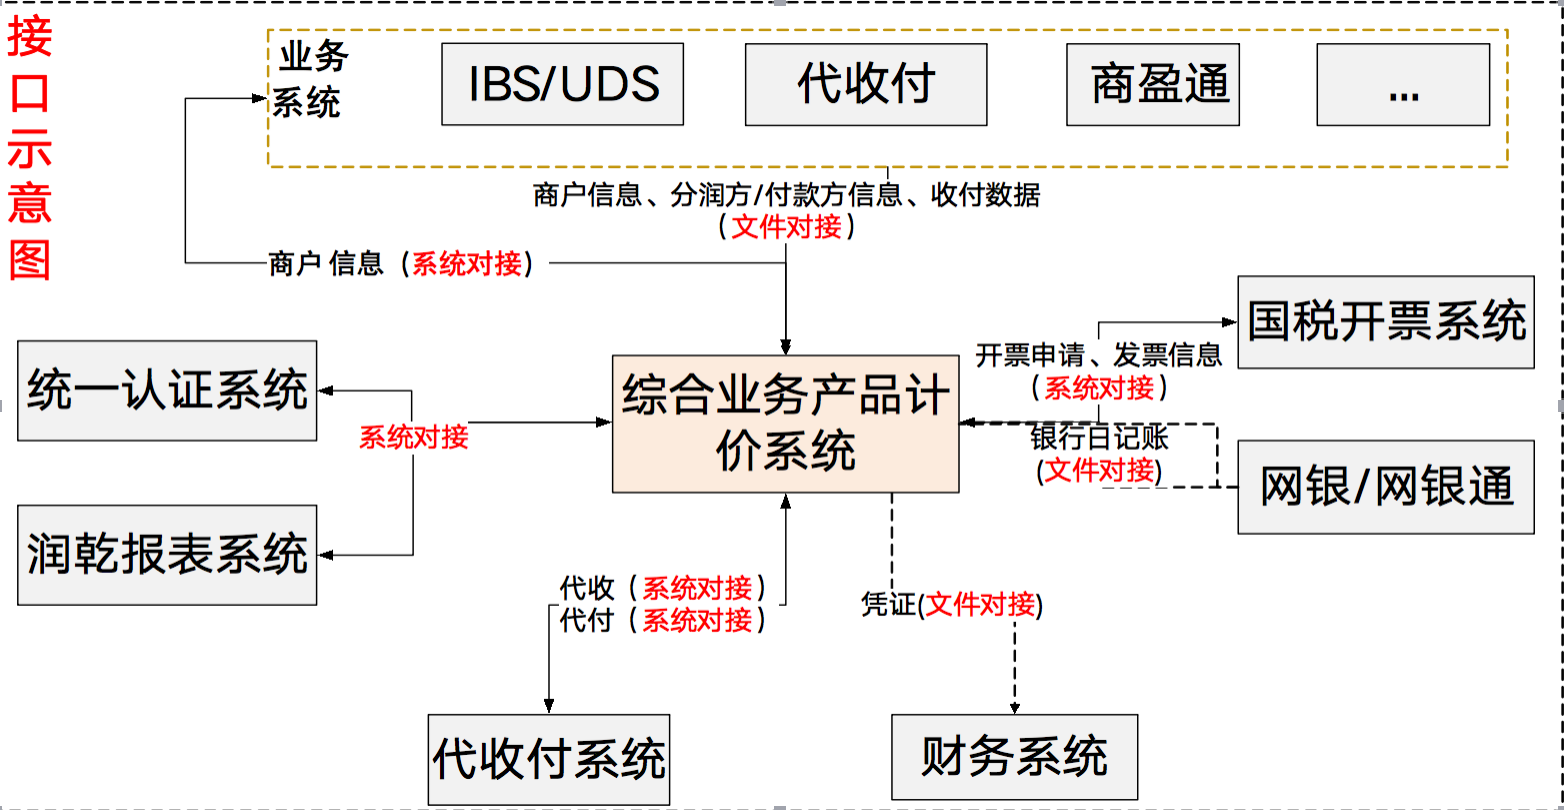 接口示意图
业务
系统
IBS/UDS
代收付
商盈通
...
商户信息、分润方/付款方信息、收付数据
（文件对接）
商户信息（系统对接）
国税开票系统
开票申请、发票信息
（系统对接）
统一认证系统
综合业务产品计
价系统
系统对接
银行日记账
(文件对接)
网银/网银通
润乾报表系统
代收（系统对接）
代付（系统对接）
凭证(文件对接)
代收付系统
财务系统